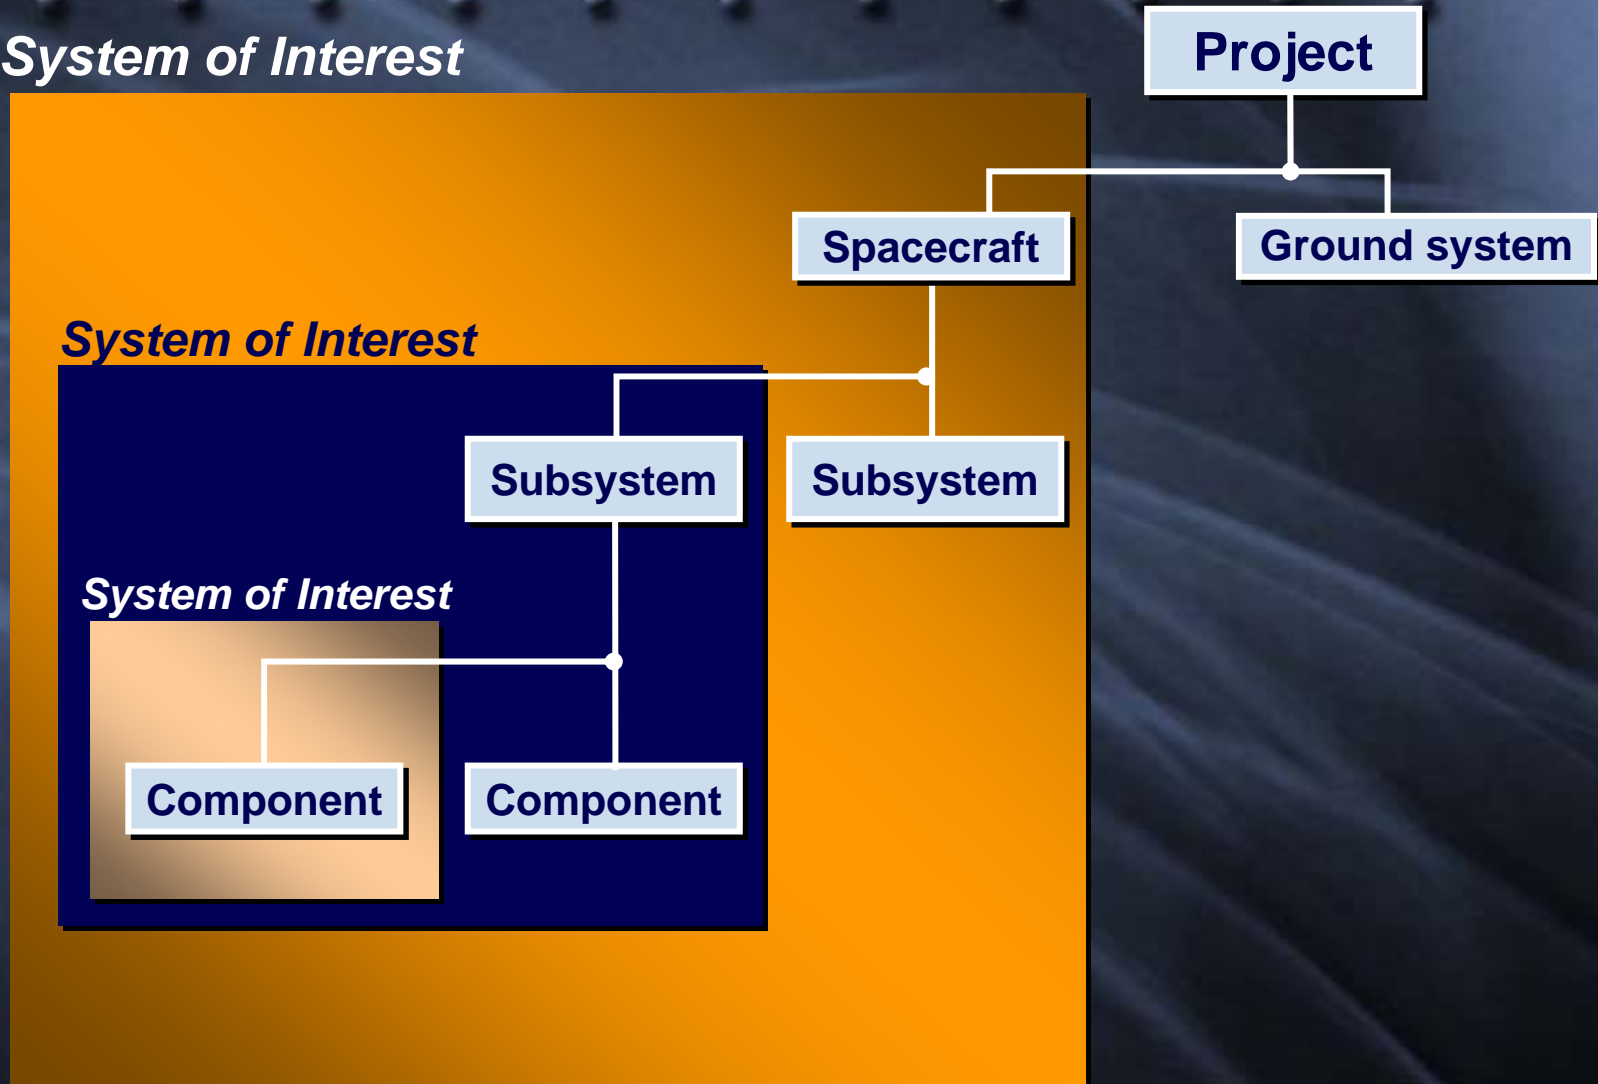 System of Interest
Project
Spacecraft
Ground system
System of Interest
Subsystem
Subsystem
System of Interest
Component
Component